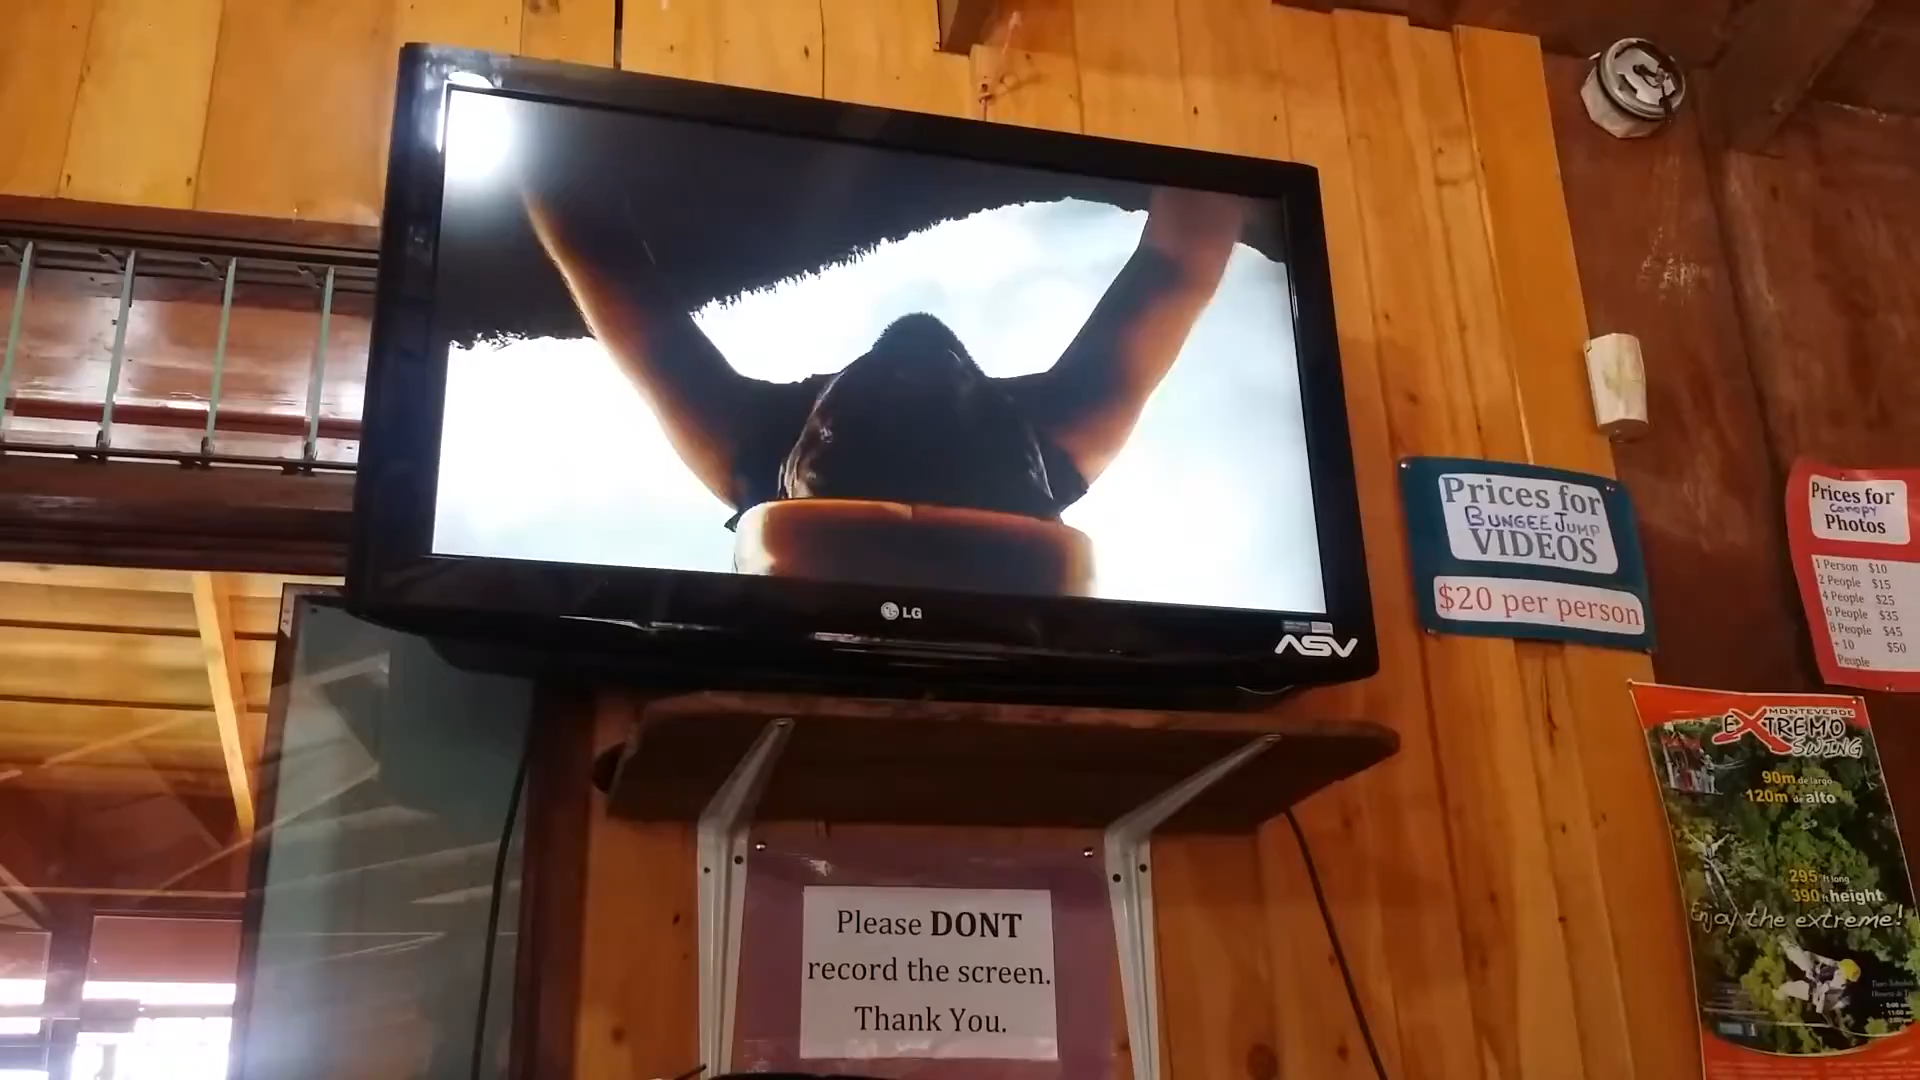 LG
ASV
Prices for
BUNGEE JUMP
VIDEOS
$20 per person
Prices for
canopy
Photos
1 Person $10
2 People $15
4 People $25
6 People $35
8 People $45
+10 $50
People
MONTEVERDE
EXTREMO
SWING
90m de largo
120m de alto
295 ft long
390 ft height
Enjoy the extreme!
Please DONT
record the screen.
Thank You.